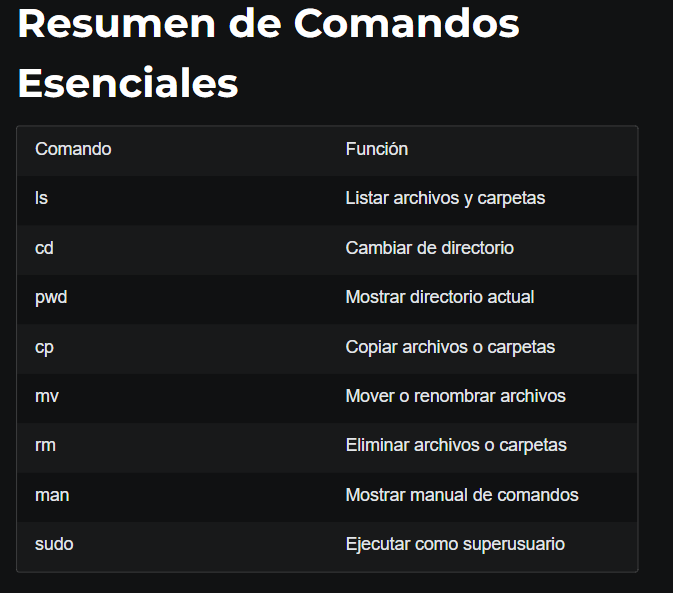 Resumen de Comandos
Esenciales
Comando Función
ls Listar archivos y carpetas
cd Cambiar de directorio
pwd Mostrar directorio actual
cp Copiar archivos o carpetas
mv Mover o renombrar archivos
rm Eliminar archivos o carpetas
man Mostrar manual de comandos
sudo Ejecutar como superusuario